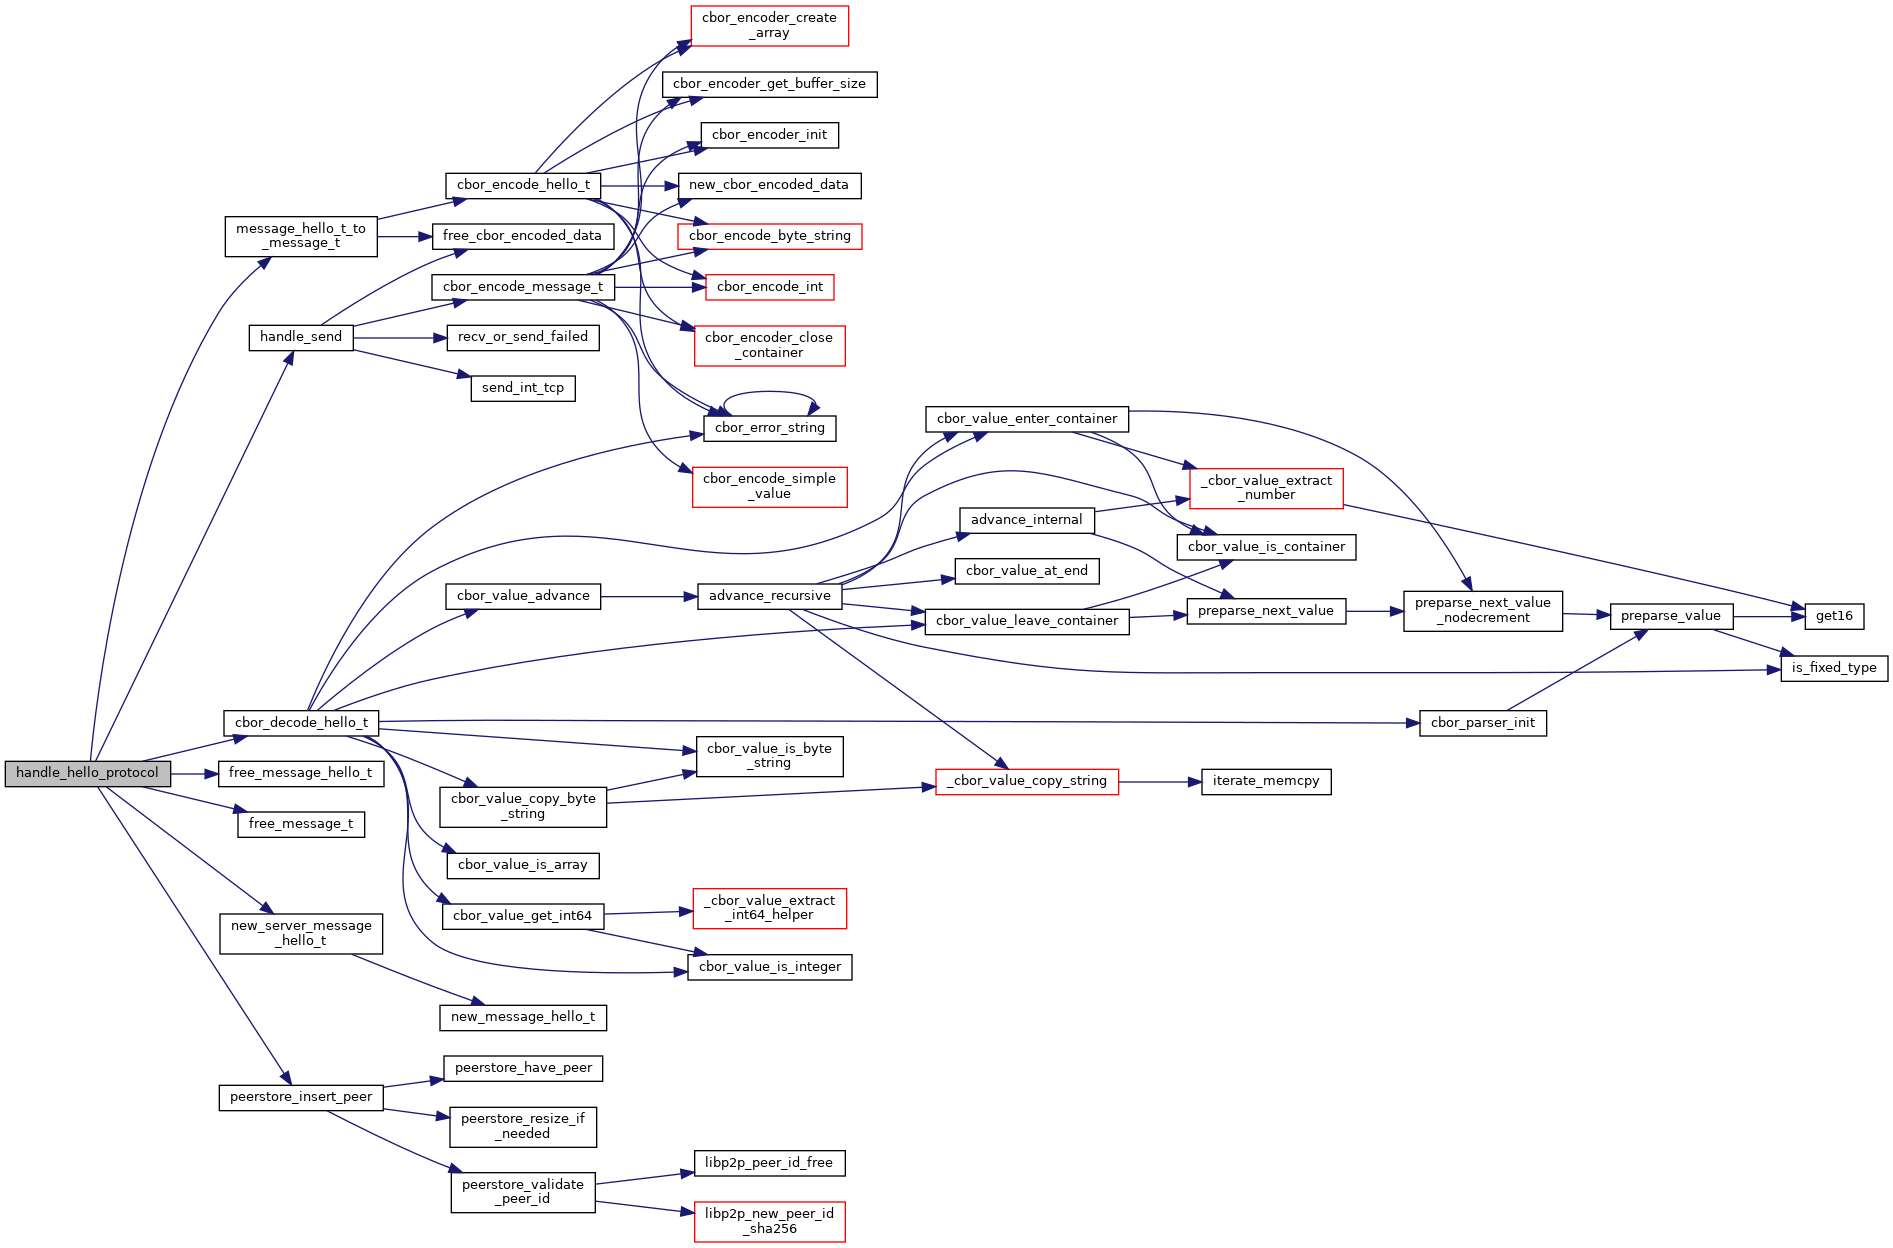 cbor_encoder_create
_array
cbor_encoder_get_buffer_size
cbor_encoder_init
cbor_encode_hello_t
new_cbor_encoded_data
message_hello_t_to
_message_t
free_cbor_encoded_data
cbor_encode_byte_string
cbor_encode_message_t
cbor_encode_int
handle_send
recv_or_send_failed
cbor_encoder_close
_container
send_int_tcp
cbor_error_string
cbor_value_enter_container
cbor_encode_simple
_value
_cbor_value_extract
_number
advance_internal
cbor_value_is_container
cbor_value_at_end
cbor_value_advance
advance_recursive
cbor_value_leave_container
preparse_next_value
preparse_next_value
_nodecrement
preparse_value
get16
is_fixed_type
cbor_decode_hello_t
cbor_parser_init
cbor_value_is_byte
_string
handle_hello_protocol
free_message_hello_t
cbor_value_copy_byte
_string
_cbor_value_copy_string
iterate_memcpy
free_message_t
cbor_value_is_array
cbor_value_get_int64
_cbor_value_extract
_int64_helper
new_server_message
_hello_t
cbor_value_is_integer
new_message_hello_t
peerstore_have_peer
peerstore_insert_peer
peerstore_resize_if
_needed
libp2p_peer_id_free
peerstore_validate
_peer_id
libp2p_new_peer_id
_sha256